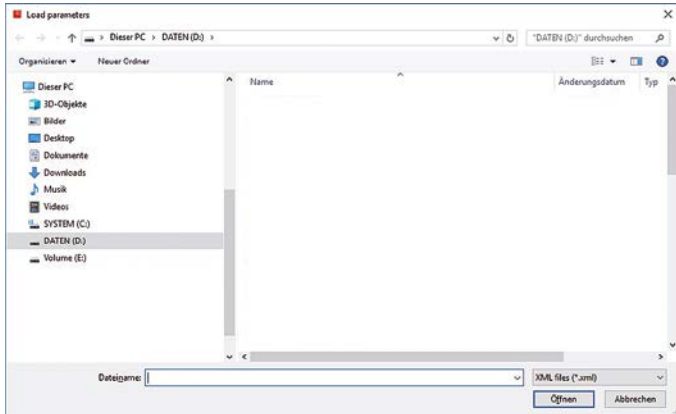 Load parameters
Dieser PC > DATEN (D:) >
"DATEN (D:)" durchsuchen
Organisieren
Neuer Ordner
Name
Änderungsdatum
Typ
Dieser PC
3D-Objekte
Bilder
Desktop
Dokumente
Downloads
Musik
Videos
SYSTEM (C:)
DATEN (D:)
Volume (E:)
Dateiname:
XML files (*.xml)
Öffnen
Abbrechen